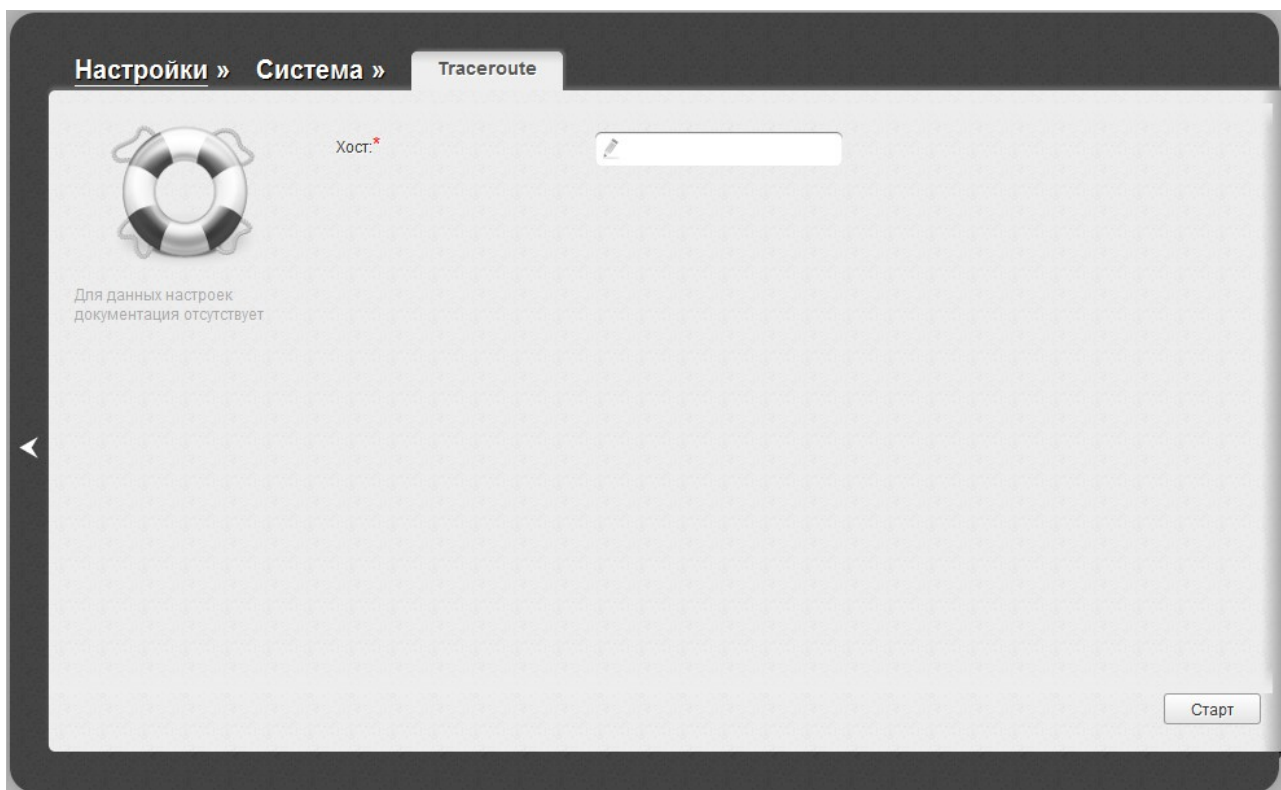 Настройки » Система » Traceroute
Хост:*
Для данных настроек
документация отсутствует
Старт